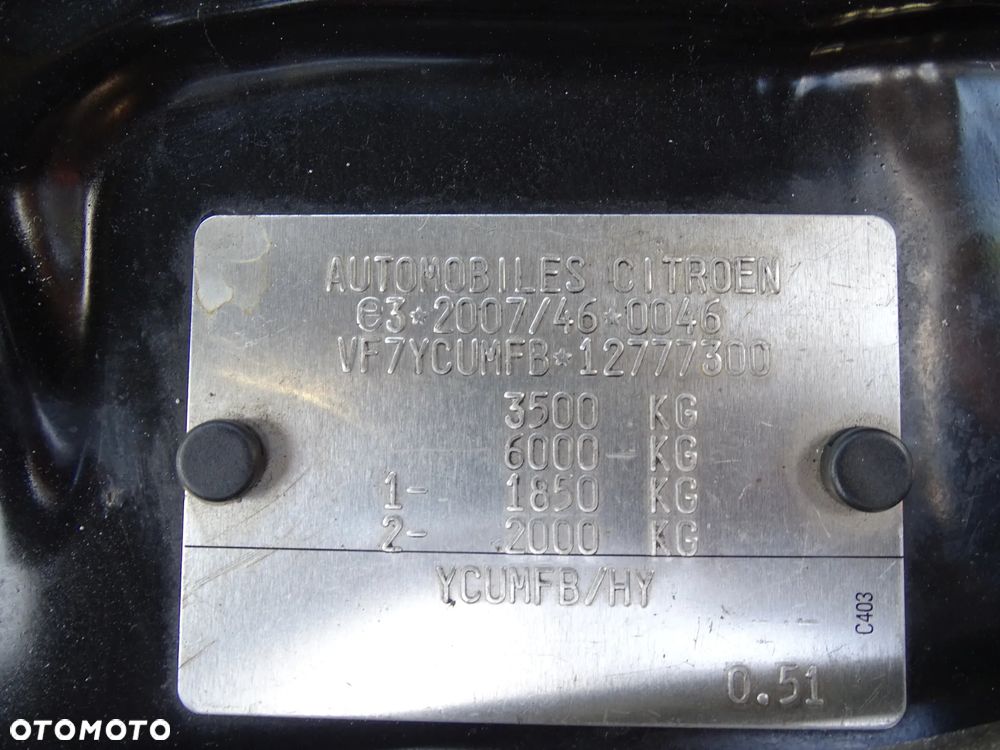 AUTOMOBILES CITROEN
e3*2007/46*0046
VF7YCUMFB*12777300
3500 KG
6000 KG
1- 1850 KG
2- 2000 KG
YCUMFB/HY
C403
0.51
OTOMOTO